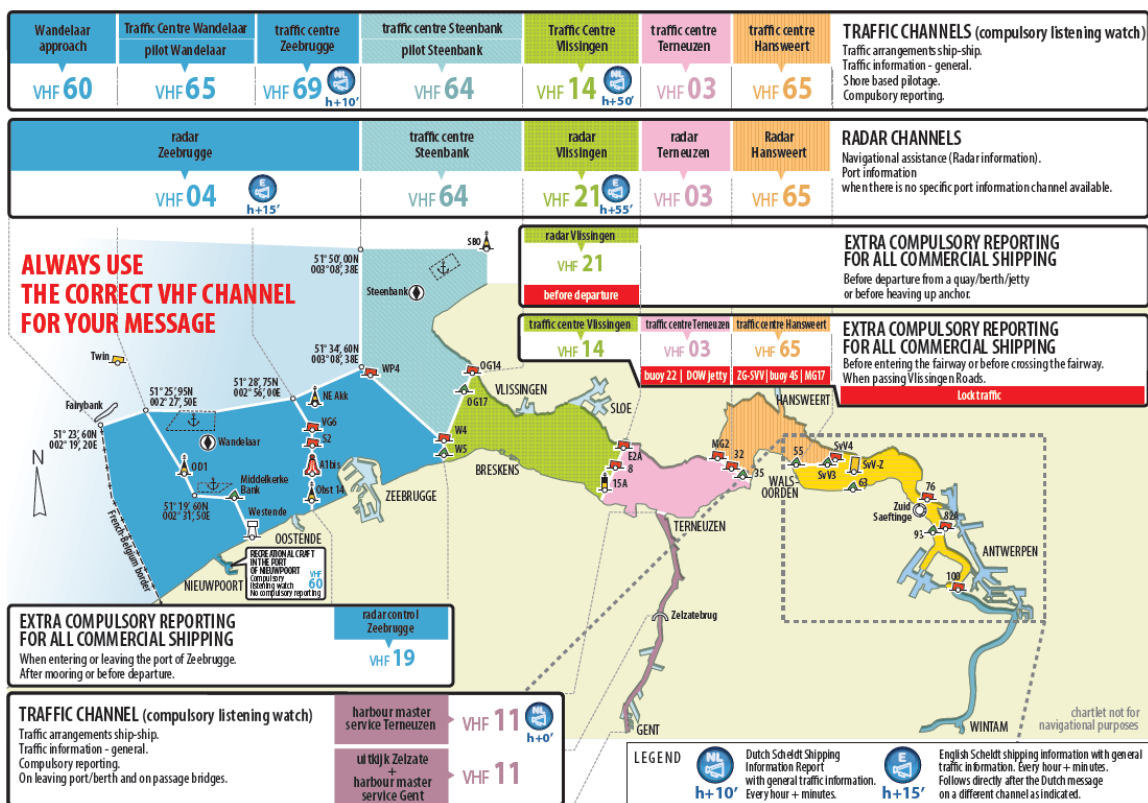 Wandelaar
approach
VHF 60
Traffic Centre Wandelaar
pilot Wandelaar
VHF 65
traffic centre
Zeebrugge
VHF 69
NL
h+10'
traffic centre Steenbank
pilot Steenbank
VHF 64
Traffic Centre
Vlissingen
VHF 14
NL
h+50'
traffic centre
Terneuzen
VHF 03
traffic centre
Hansweert
VHF 65
TRAFFIC CHANNELS (compulsory listening watch)
Traffic arrangements ship-ship.
Traffic information - general.
Shore based pilotage.
Compulsory reporting.
radar
Zeebrugge
VHF 04
E
h+15'
traffic centre
Steenbank
VHF 64
radar
Vlissingen
VHF 21
E
h+55'
radar
Terneuzen
VHF 03
Radar
Hansweert
VHF 65
RADAR CHANNELS
Navigational assistance (Radar information).
Port information
when there is no specific port information channel available.
radar Vlissingen
VHF 21
before departure
EXTRA COMPULSORY REPORTING
FOR ALL COMMERCIAL SHIPPING
Before departure from a quay/berth/jetty
or before heaving up anchor.
traffic centre Vlissingen
VHF 14
traffic centre Terneuzen
VHF 03
buoy 22 | DOW jetty
traffic centre Hansweert
VHF 65
ZG-SVV | buoy 45 | MG17
EXTRA COMPULSORY REPORTING
FOR ALL COMMERCIAL SHIPPING
Before entering the fairway or before crossing the fairway.
When passing Vlissingen Roads.
Lock traffic
ALWAYS USE
THE CORRECT VHF CHANNEL
FOR YOUR MESSAGE
SBO
51° 50, 00N
003° 08, 38E
Steenbank
51° 34, 60N
003° 08, 38E
WP4
Twin
51° 28, 75N
002° 56, 00E
51° 25, 95N
002° 27, 50E
NE Akk
Fairybank
51° 23, 60N
002° 19, 20E
VG6
S2
Wandelaar
OD1
A1bis
Middelkerke
Bank
Obst 14
51° 19, 60N
002° 31, 50E
Westende
N
French-Belgium border
OG14
OG17
VLISSINGEN
SLOE
W4
W5
BRESKENS
E2A
8
15A
ZEEBRUGGE
OOSTENDE
NIEUWPOORT
RECREATIONAL CRAFT
IN THE PORT
OF NIEUWPOORT
Compulsory
listening watch
No compulsory reporting
VHF
60
HANSWEERT
MG2
32
35
55
SvV4
SvV3
SvV-Z
63
WALS
OORDEN
TERNEUZEN
76
Zuid
Saeftinge
82A
93
ANTWERPEN
100
Zelzatebrug
GENT
WINTAM
chartlet not for
navigational purposes
EXTRA COMPULSORY REPORTING
FOR ALL COMMERCIAL SHIPPING
When entering or leaving the port of Zeebrugge.
After mooring or before departure.
radar control
Zeebrugge
VHF 19
TRAFFIC CHANNEL (compulsory listening watch)
Traffic arrangements ship-ship.
Traffic information - general.
Compulsory reporting.
On leaving port/berth and on passage bridges.
harbour master
service Terneuzen
VHF 11
NL
h+0'
uitkijk Zelzate
+
harbour master
service Gent
VHF 11
LEGEND
NL
h+10'
Dutch Scheldt Shipping
Information Report
with general traffic information.
Every hour + minutes.
E
h+15'
English Scheldt shipping information with general
traffic information. Every hour + minutes.
Follows directly after the Dutch message
on a different channel as indicated.